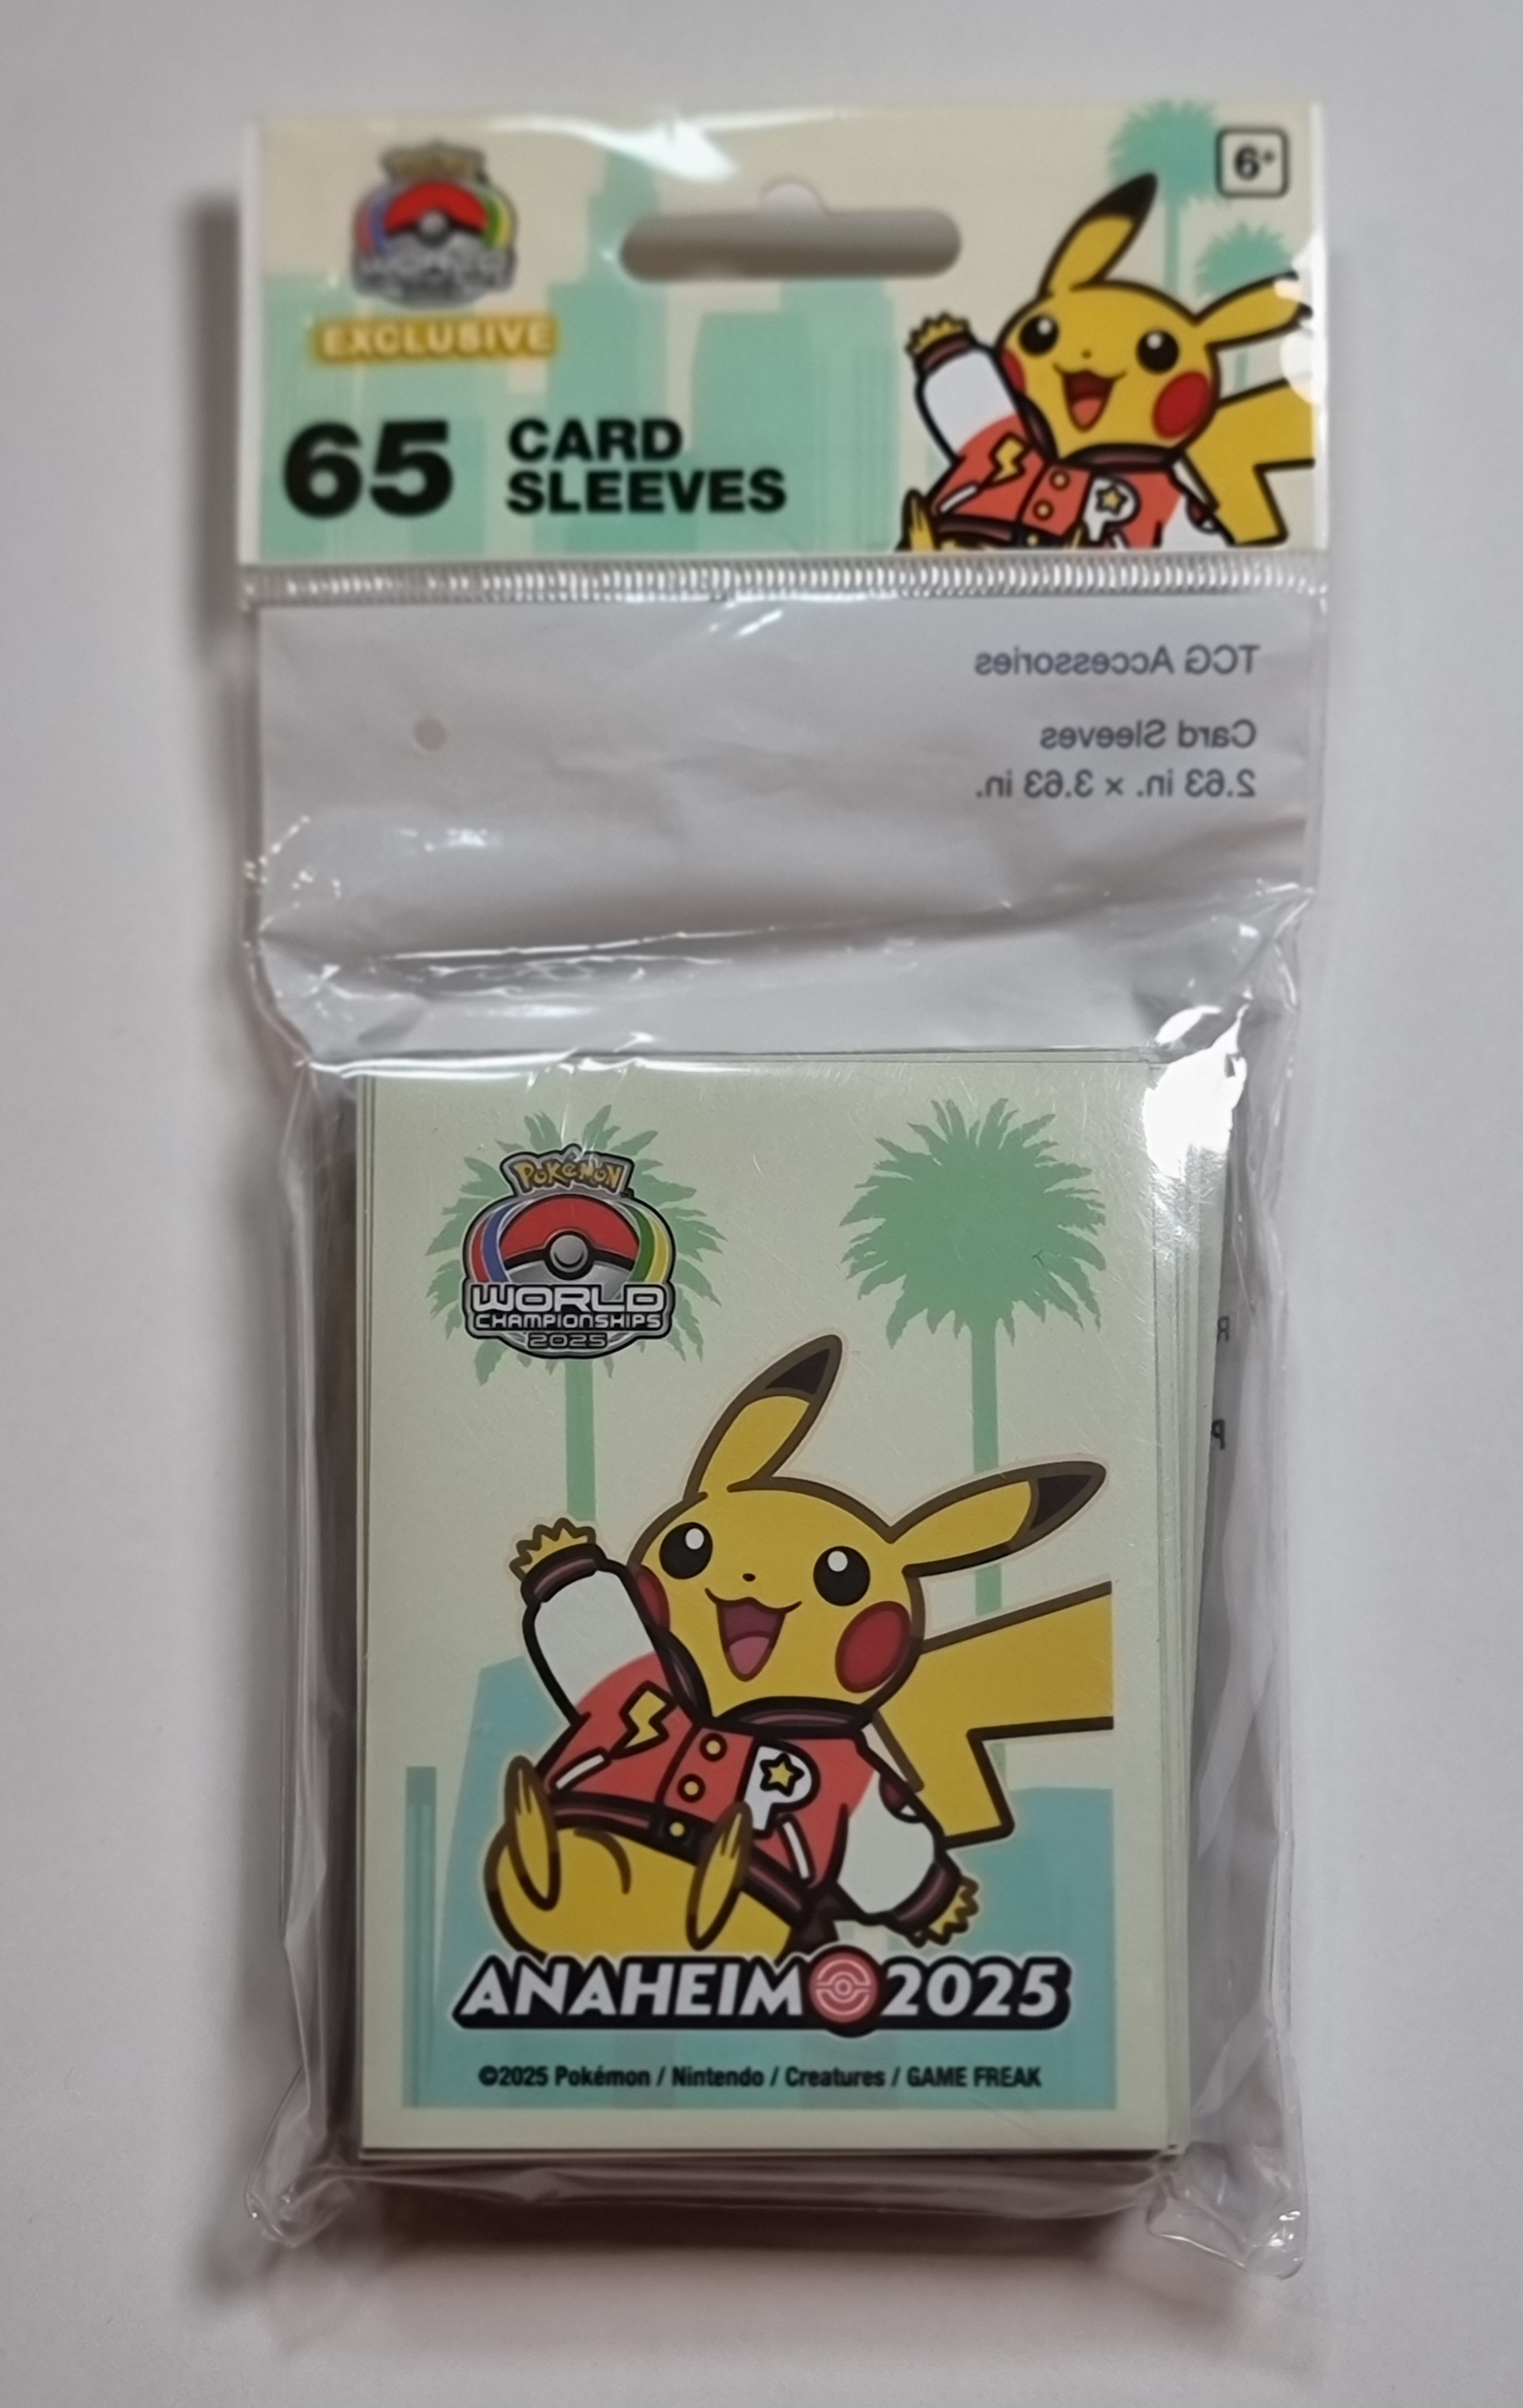 6+
WORLD
EXCLUSIVE
65 CARD
SLEEVES
TCG Accessories
Card Sleeves
2.63 in. × 3.63 in.
Pokémon
WORLD
CHAMPIONSHIPS
2025
R
P
P
ANAHEIM 2025
©2025 Pokémon / Nintendo / Creatures / GAME FREAK